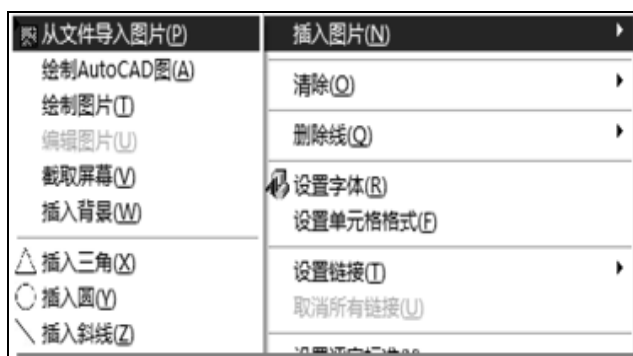 从文件导入图片(P)
绘制AutoCAD图(A)
绘制图片(T)
编辑图片(U)
截取屏幕(V)
插入背景(W)
插入三角(X)
插入圆(Y)
插入斜线(Z)
插入图片(N)
清除(O)
删除线(Q)
设置字体(R)
设置单元格格式(F)
设置链接(T)
取消所有链接(U)